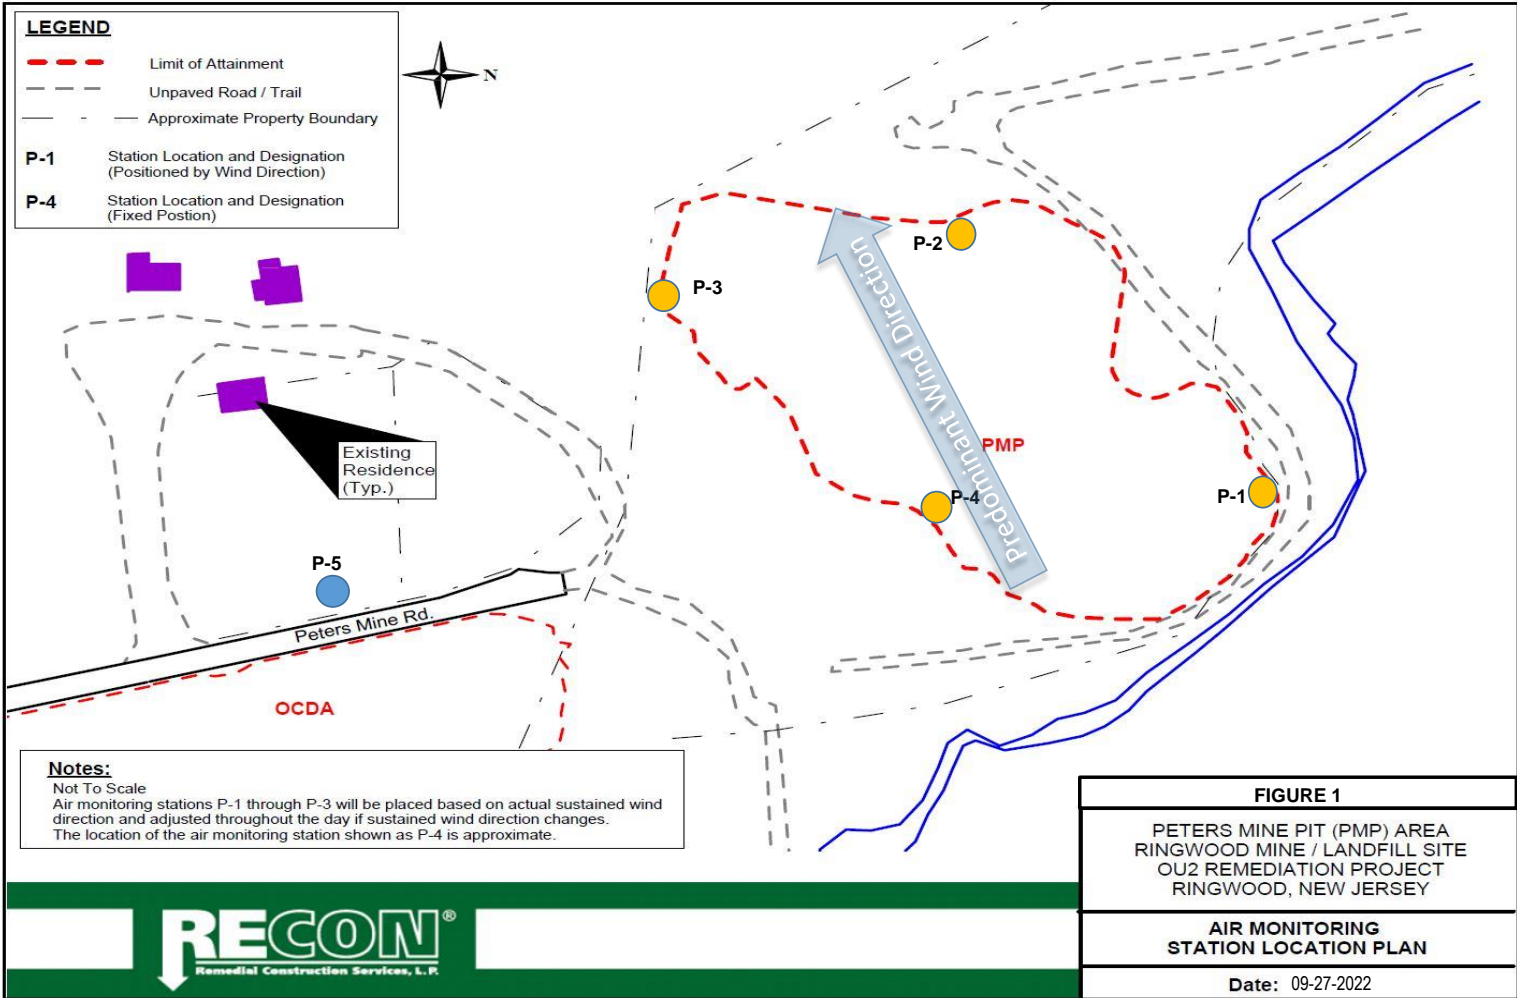 LEGEND
Limit of Attainment
Unpaved Road / Trail
Approximate Property Boundary
P-1 Station Location and Designation
(Positioned by Wind Direction)
P-4 Station Location and Designation
(Fixed Postion)
N
P-2
P-3
Predominant Wind Direction
PMP
P-4
P-1
Existing
Residence
(Typ.)
P-5
Peters Mine Rd.
OCDA
Notes:
Not To Scale
Air monitoring stations P-1 through P-3 will be placed based on actual sustained wind
direction and adjusted throughout the day if sustained wind direction changes.
The location of the air monitoring station shown as P-4 is approximate.
FIGURE 1
PETERS MINE PIT (PMP) AREA
RINGWOOD MINE / LANDFILL SITE
OU2 REMEDIATION PROJECT
RINGWOOD, NEW JERSEY
AIR MONITORING
STATION LOCATION PLAN
Date: 09-27-2022
RECON®
Remedial Construction Services, L.P.